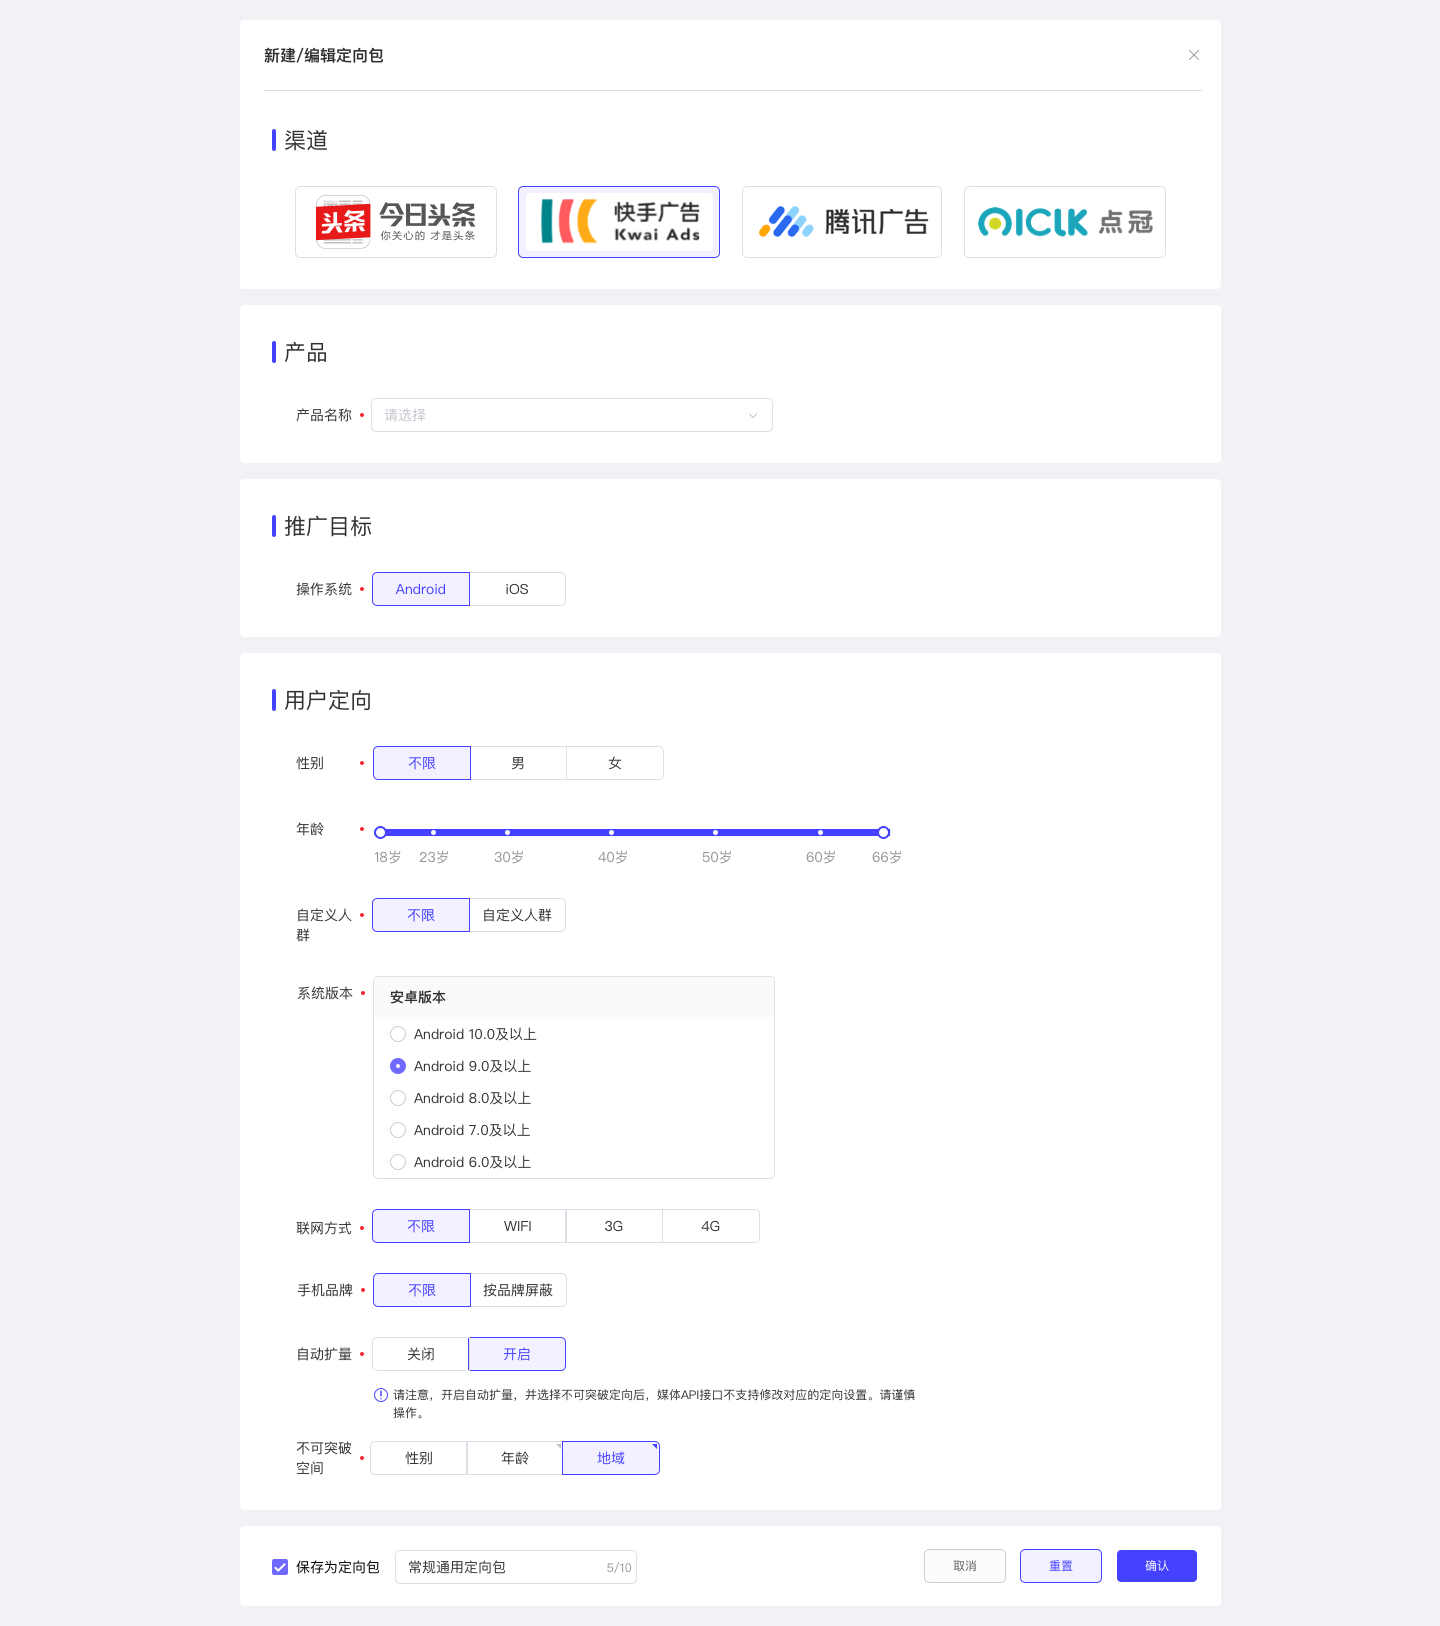 新建/编辑定向包
渠道
头条 今日头条
你关心的 才是头条
快手广告
Kwai Ads
腾讯广告
iCLK 点冠
产品
产品名称
请选择
推广目标
操作系统 Android iOS
用户定向
性别 不限 男 女
年龄
18岁 23岁 30岁 40岁 50岁 60岁 66岁
自定义人
群
不限 自定义人群
系统版本
安卓版本
Android 10.0及以上
Android 9.0及以上
Android 8.0及以上
Android 7.0及以上
Android 6.0及以上
联网方式 不限 WIFI 3G 4G
手机品牌 不限 按品牌屏蔽
自动扩量 关闭 开启
请注意，开启自动扩量，并选择不可突破定向后，媒体API接口不支持修改对应的定向设置。请谨慎
操作。
不可突破
空间
性别 年龄 地域
保存为定向包 常规通用定向包 5/10 取消 重置 确认